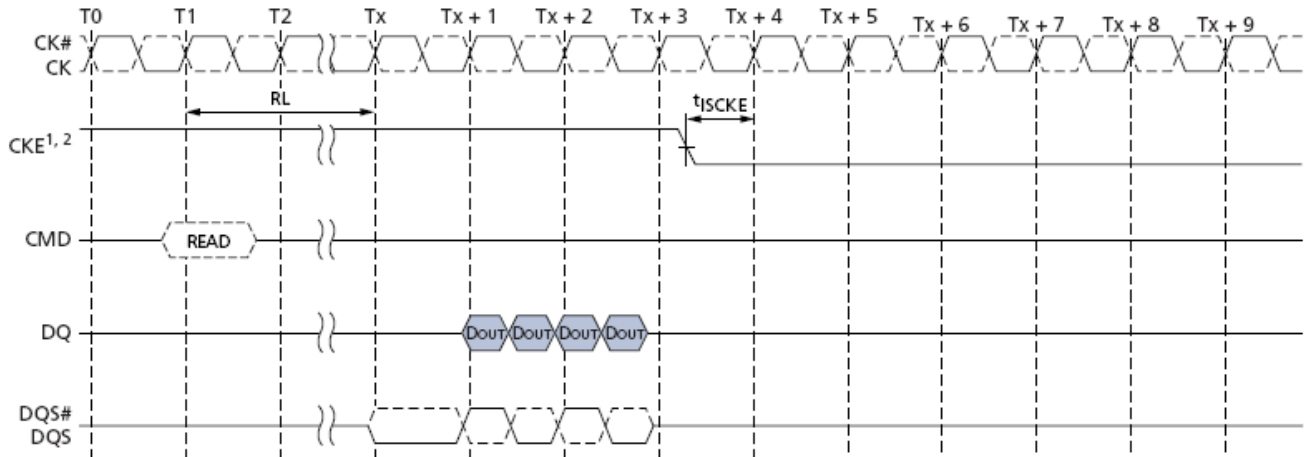 T0 T1 T2 Tx Tx + 1 Tx + 2 Tx + 3 Tx + 4 Tx + 5 Tx + 6 Tx + 7 Tx + 8 Tx + 9
CK#
CK
RL
tISCKE
CKE1, 2
CMD READ
DQ DOUT DOUT DOUT DOUT
DQS#
DQS